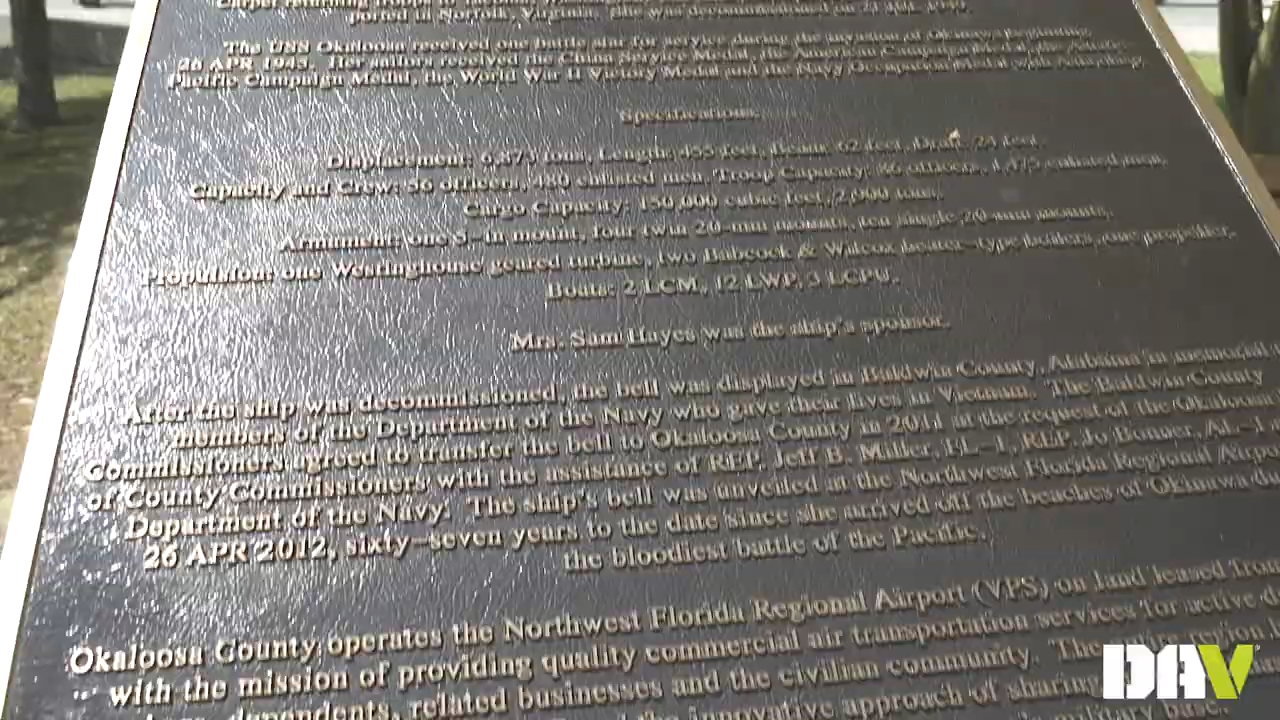 The USS Okaloosa received one battle star for service during the invasion of Okinawa
26 APR 1945. Her sailors received the China Service Medal, the American Campaign Medal, the
Pacific Campaign Medal, the World War II Victory Medal and the Navy Occupation Medal with
Specifications:
Displacement: tons, Length: 455 feet, Beam: 62 feet, Draft: 24 feet.
Capacity and Crew: 56 officers, 480 enlisted men Troop Capacity: officers, enlisted men.
Cargo Capacity: 150,000 cubic feet, 2,900 tons.
Armament: one 5-in mount, four twin 20-mm mounts, ten single 20-mm mounts.
Propulsion: one Westinghouse geared turbine, two Babcock & Wilcox header-type boilers, one propeller.
Boats: 2 LCM, 12 LWP, 3 LCPU.
Mrs. Sam Hayes was the ship's sponsor.
After the ship was decommissioned, the bell was displayed in Baldwin County, Alabama in memorial
members of the Department of the Navy who gave their lives in Vietnam. The Baldwin County
Commissioners agreed to transfer the bell to Okaloosa County in 2011 at the request of the Okaloosa
of County Commissioners with the assistance of REP. Jeff B. Miller, FL-1, REP. Jo Bonner, AL-1
Department of the Navy. The ship's bell was unveiled at the Northwest Florida Regional
26 APR 2012, sixty-seven years to the date since she arrived off the beaches of Okinawa
the bloodiest battle of the Pacific.
Okaloosa County operates the Northwest Florida Regional Airport (VPS) on land leased from
with the mission of providing quality commercial air transportation services for active
dependents, related businesses and the civilian community. The region
the innovative approach of sharing
military base.
DAV